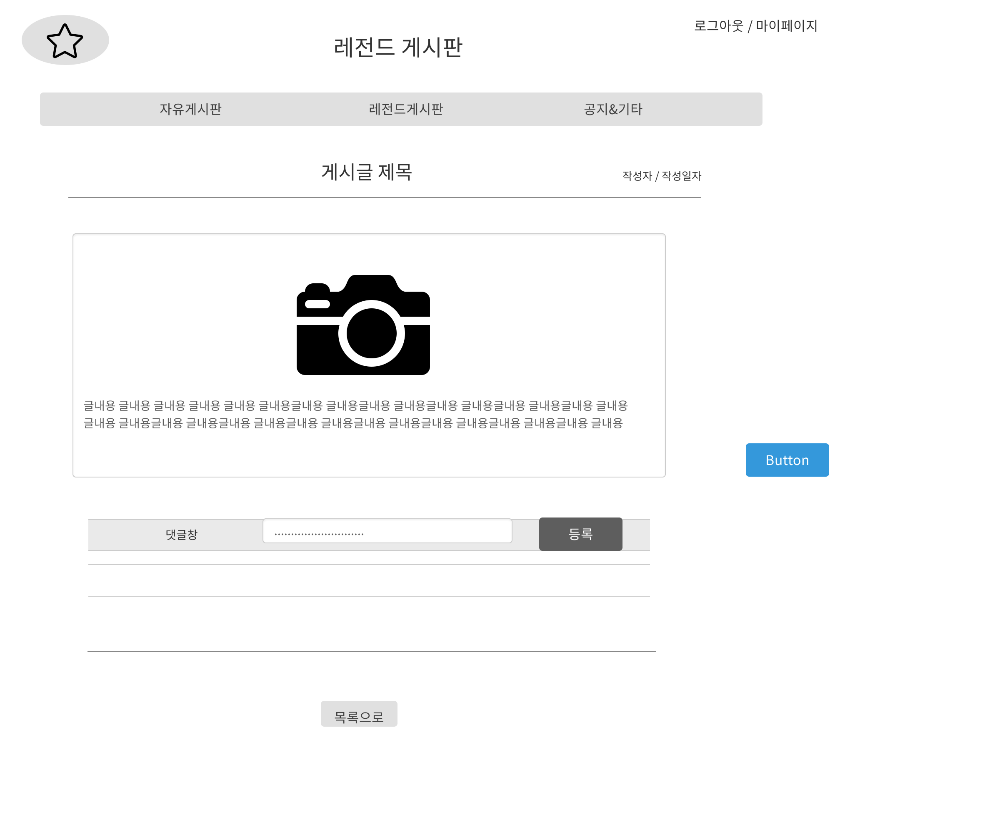 로그아웃 / 마이페이지
레전드 게시판
자유게시판 레전드게시판 공지&기타
게시글 제목
작성자 / 작성일자
글내용 글내용 글내용 글내용 글내용 글내용글내용 글내용글내용 글내용글내용 글내용글내용 글내용글내용 글내용
글내용 글내용글내용 글내용글내용 글내용글내용 글내용글내용 글내용글내용 글내용글내용 글내용글내용 글내용
Button
댓글창 ........................... 등록
목록으로